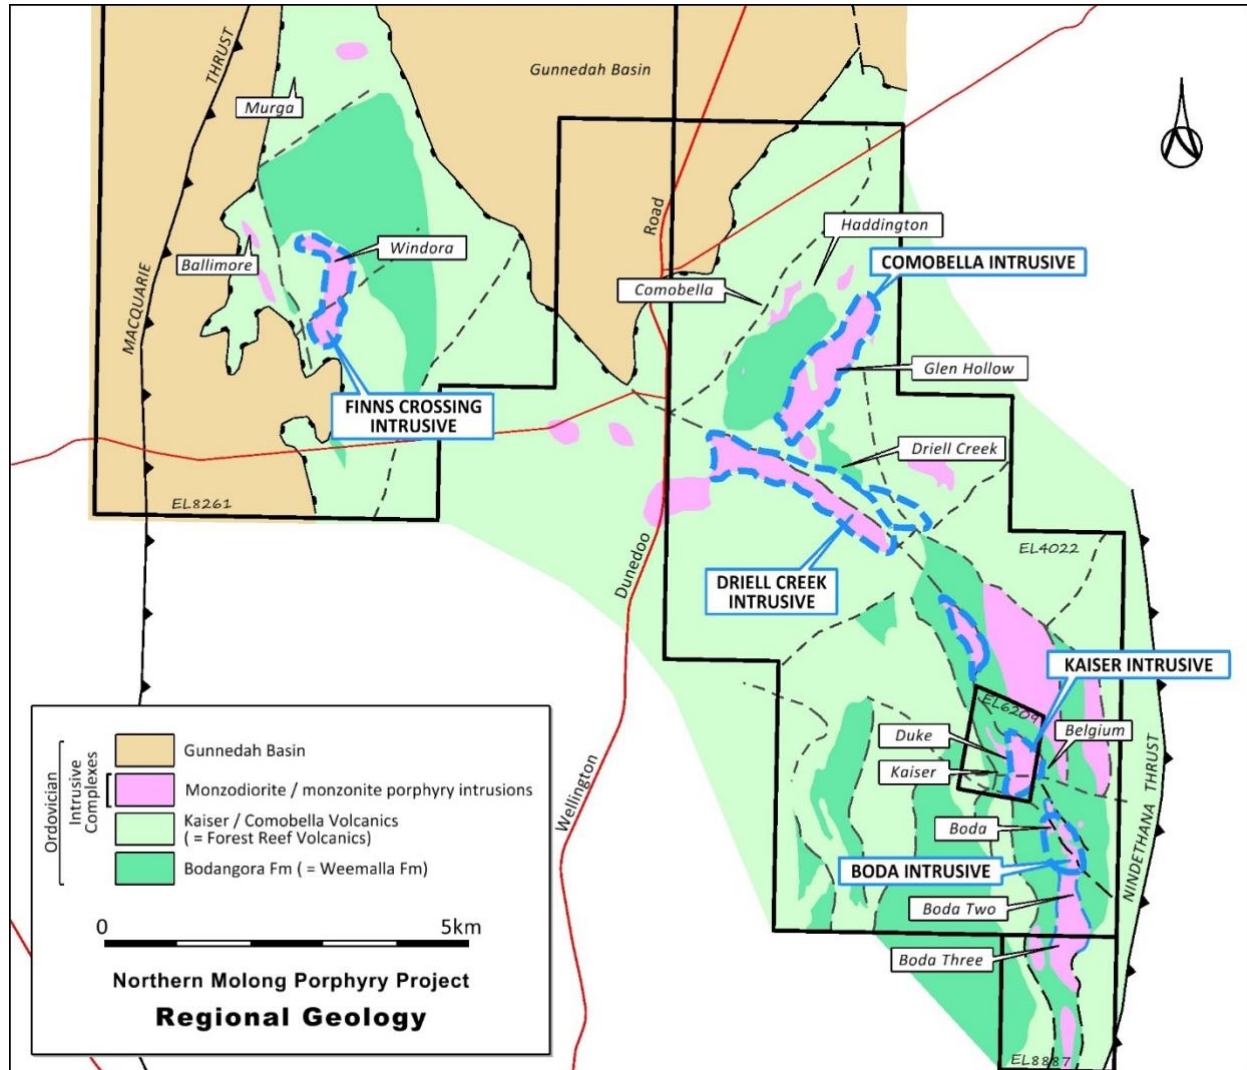 Gunnedah Basin
THRUST
Murga
Road
Haddington
COMOBELLA INTRUSIVE
Windora
Ballimore
Comobella
MACQUARIE
Glen Hollow
FINNS CROSSING
INTRUSIVE
Driell Creek
EL8261
EL4022
Dunedoo
DRIELL CREEK
INTRUSIVE
KAISER INTRUSIVE
EL6209
Duke
Belgium
Kaiser
NINDETHANA THRUST
Wellington
Boda
BODA INTRUSIVE
Boda Two
Boda Three
EL8887
Ordovician
Intrusive
Complexes
Gunnedah Basin
Monzodiorite / monzonite porphyry intrusions
Kaiser / Comobella Volcanics
( = Forest Reef Volcanics)
Bodangora Fm ( = Weemalla Fm)
0 5km
Northern Molong Porphyry Project
Regional Geology